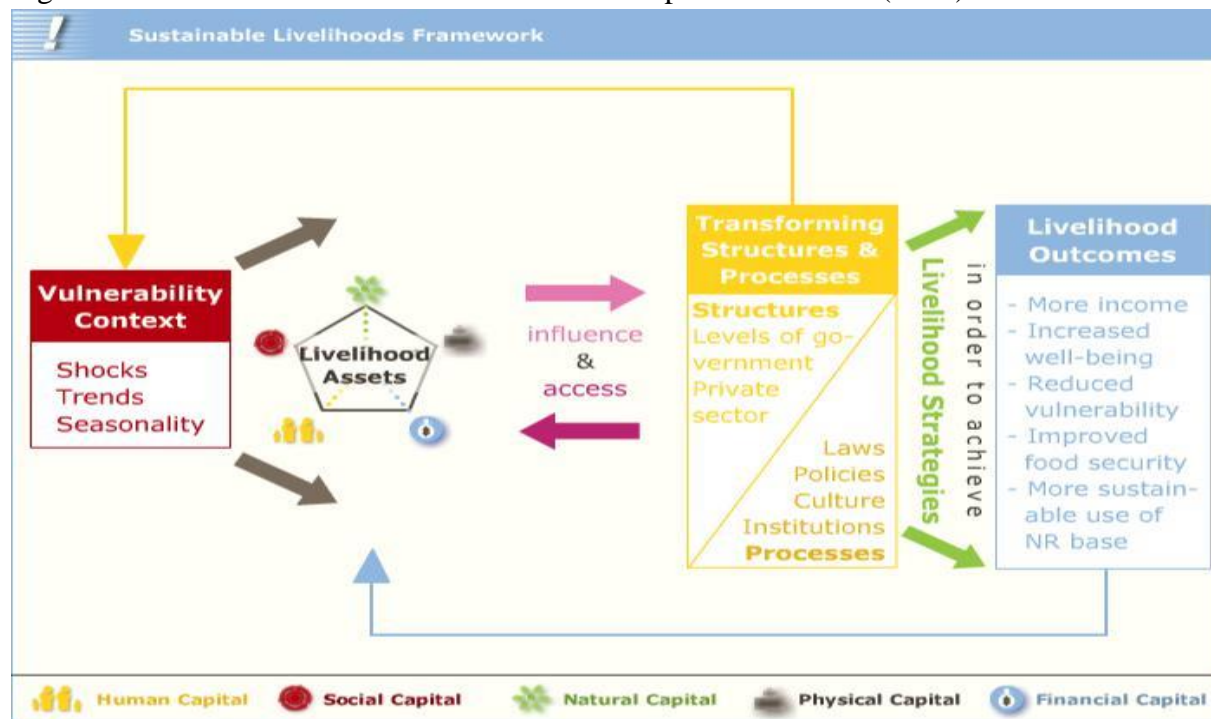 Sustainable Livelihoods Framework
Vulnerability
Context
Shocks
Trends
Seasonality
Livelihood
Assets
influence
&
access
Transforming
Structures &
Processes
Structures
Levels of go-
vernment
Private
sector
Laws
Policies
Culture
Institutions
Processes
Livelihood Strategies
in order to achieve
Livelihood
Outcomes
- More income
- Increased
well-being
- Reduced
vulnerability
- Improved
food security
- More sustain-
able use of
NR base
Human Capital
Social Capital
Natural Capital
Physical Capital
Financial Capital